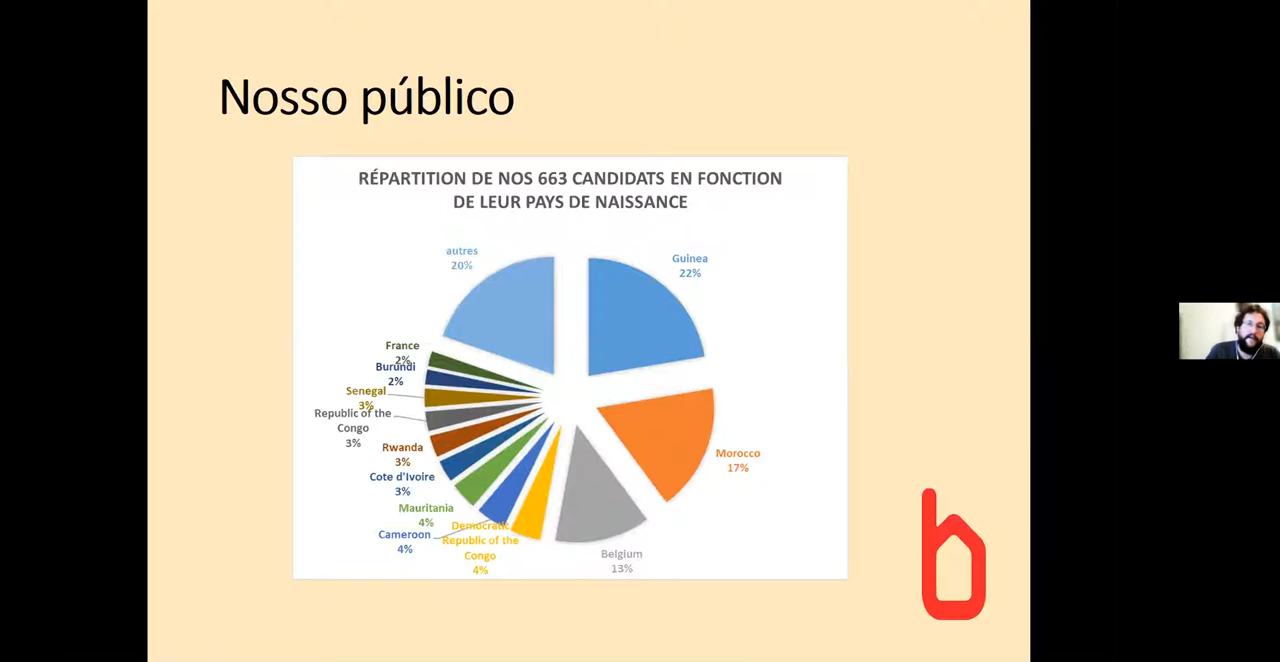 Nosso público
RÉPARTITION DE NOS 663 CANDIDATS EN FONCTION
DE LEUR PAYS DE NAISSANCE
autres
20%
Guinea
22%
France
2%
Burundi
2%
Senegal
3%
Republic of the
Congo
3%
Rwanda
3%
Cote d'Ivoire
3%
Mauritania
4%
Cameroon
4%
Democratic
Republic of the
Congo
4%
Belgium
13%
Morocco
17%
b